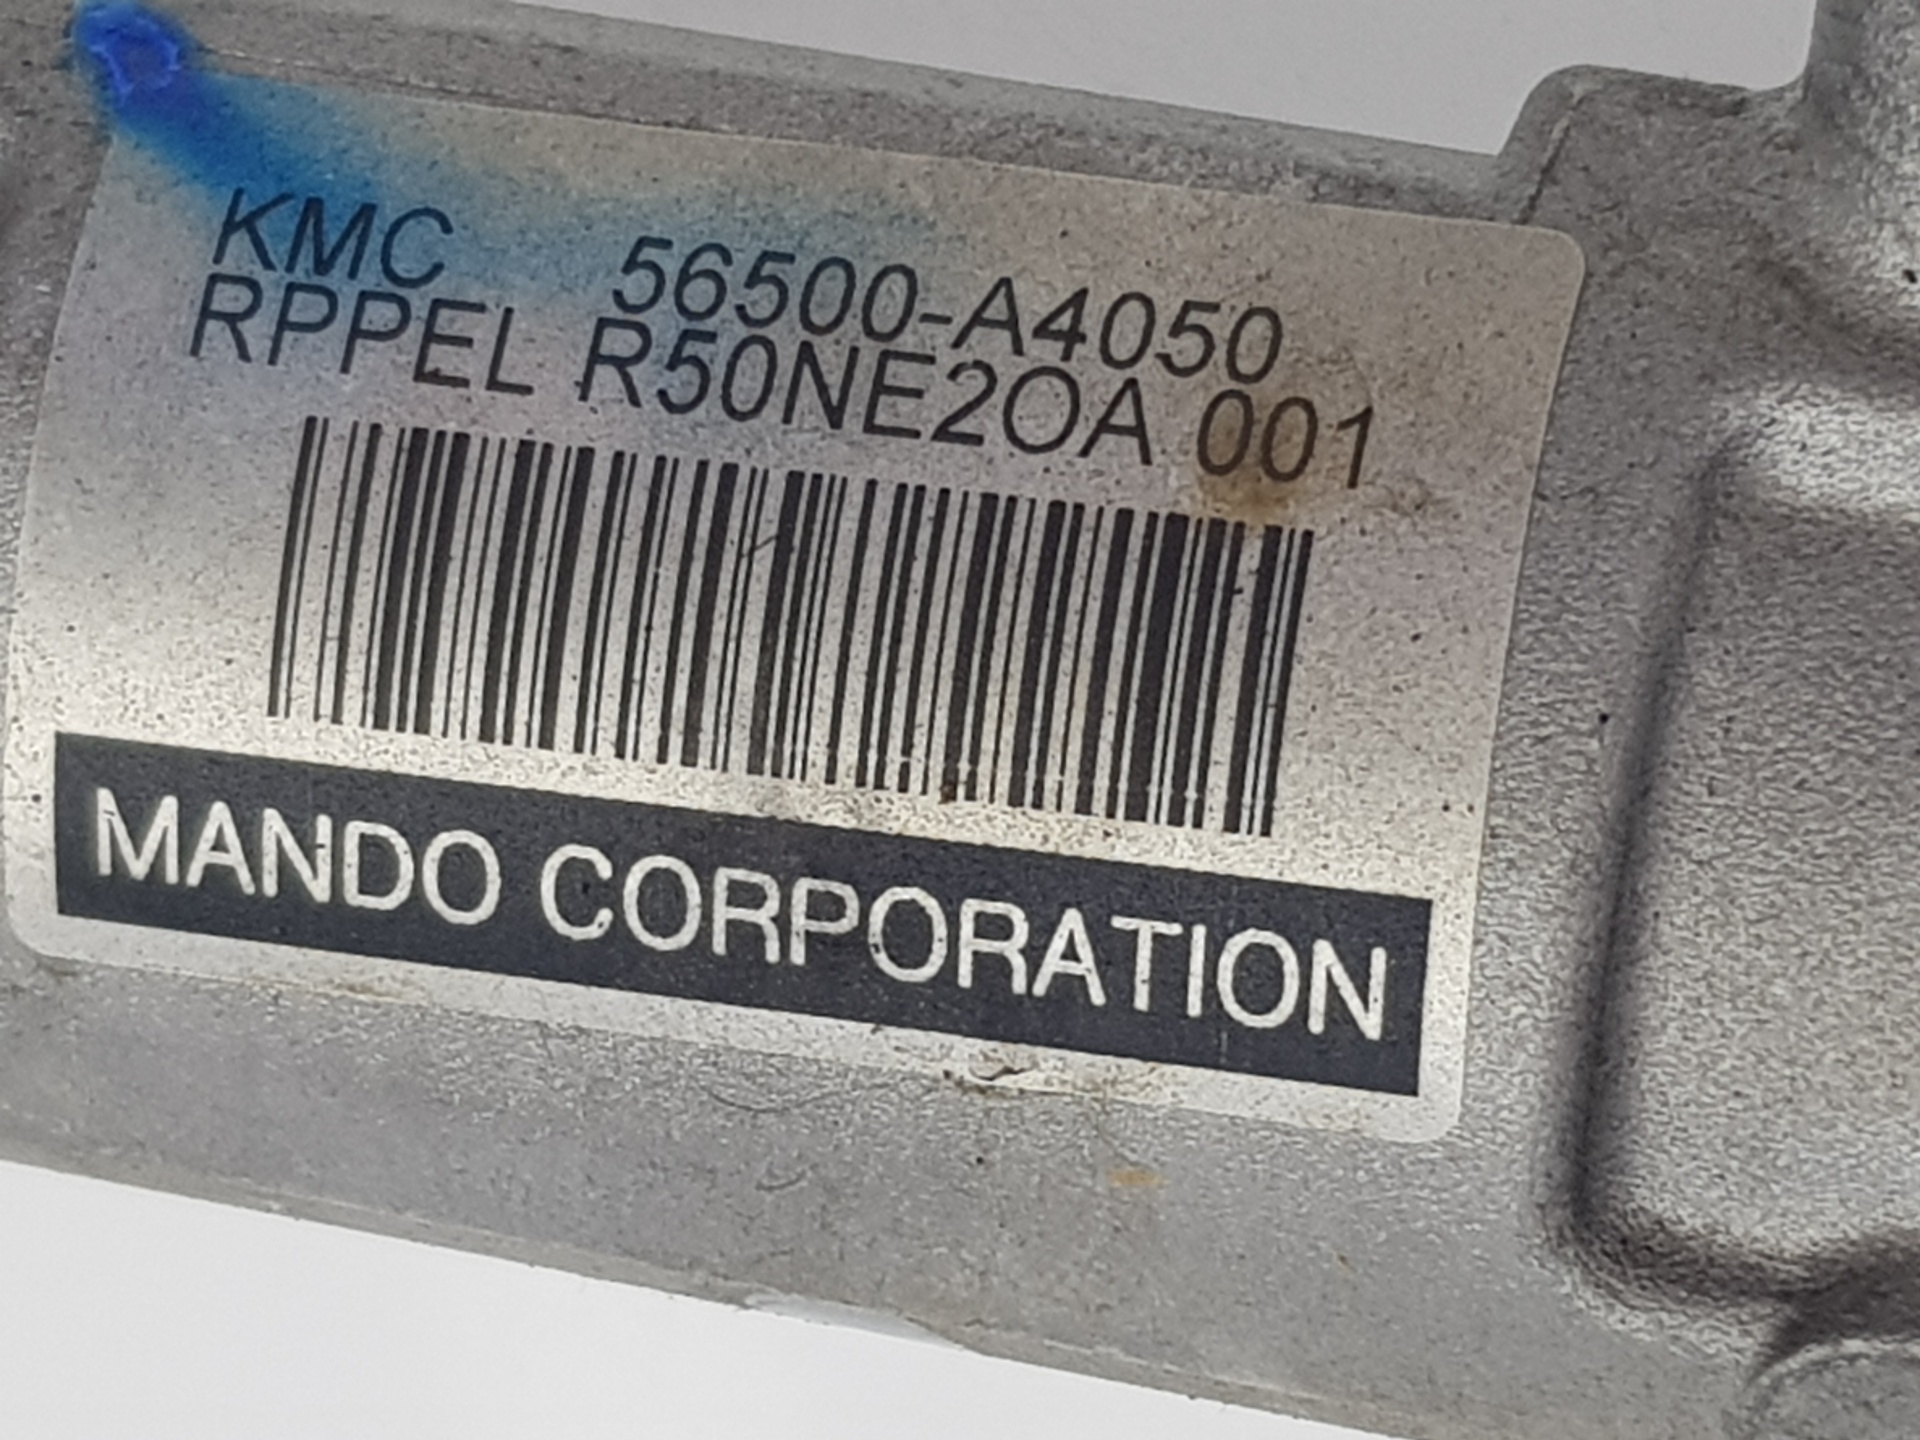 KMC 56500-A4050
RPPEL R50NE2OA 001
MANDO CORPORATION